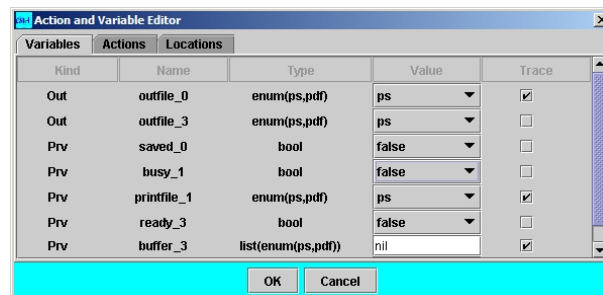 Action and Variable Editor
Variables Actions Locations
Kind Name Type Value Trace
Out outfile_0 enum(ps,pdf) ps
Out outfile_3 enum(ps,pdf) ps
Prv saved_0 bool false
Prv busy_1 bool false
Prv printfile_1 enum(ps,pdf) ps
Prv ready_3 bool false
Prv buffer_3 list(enum(ps,pdf)) nil
OK Cancel